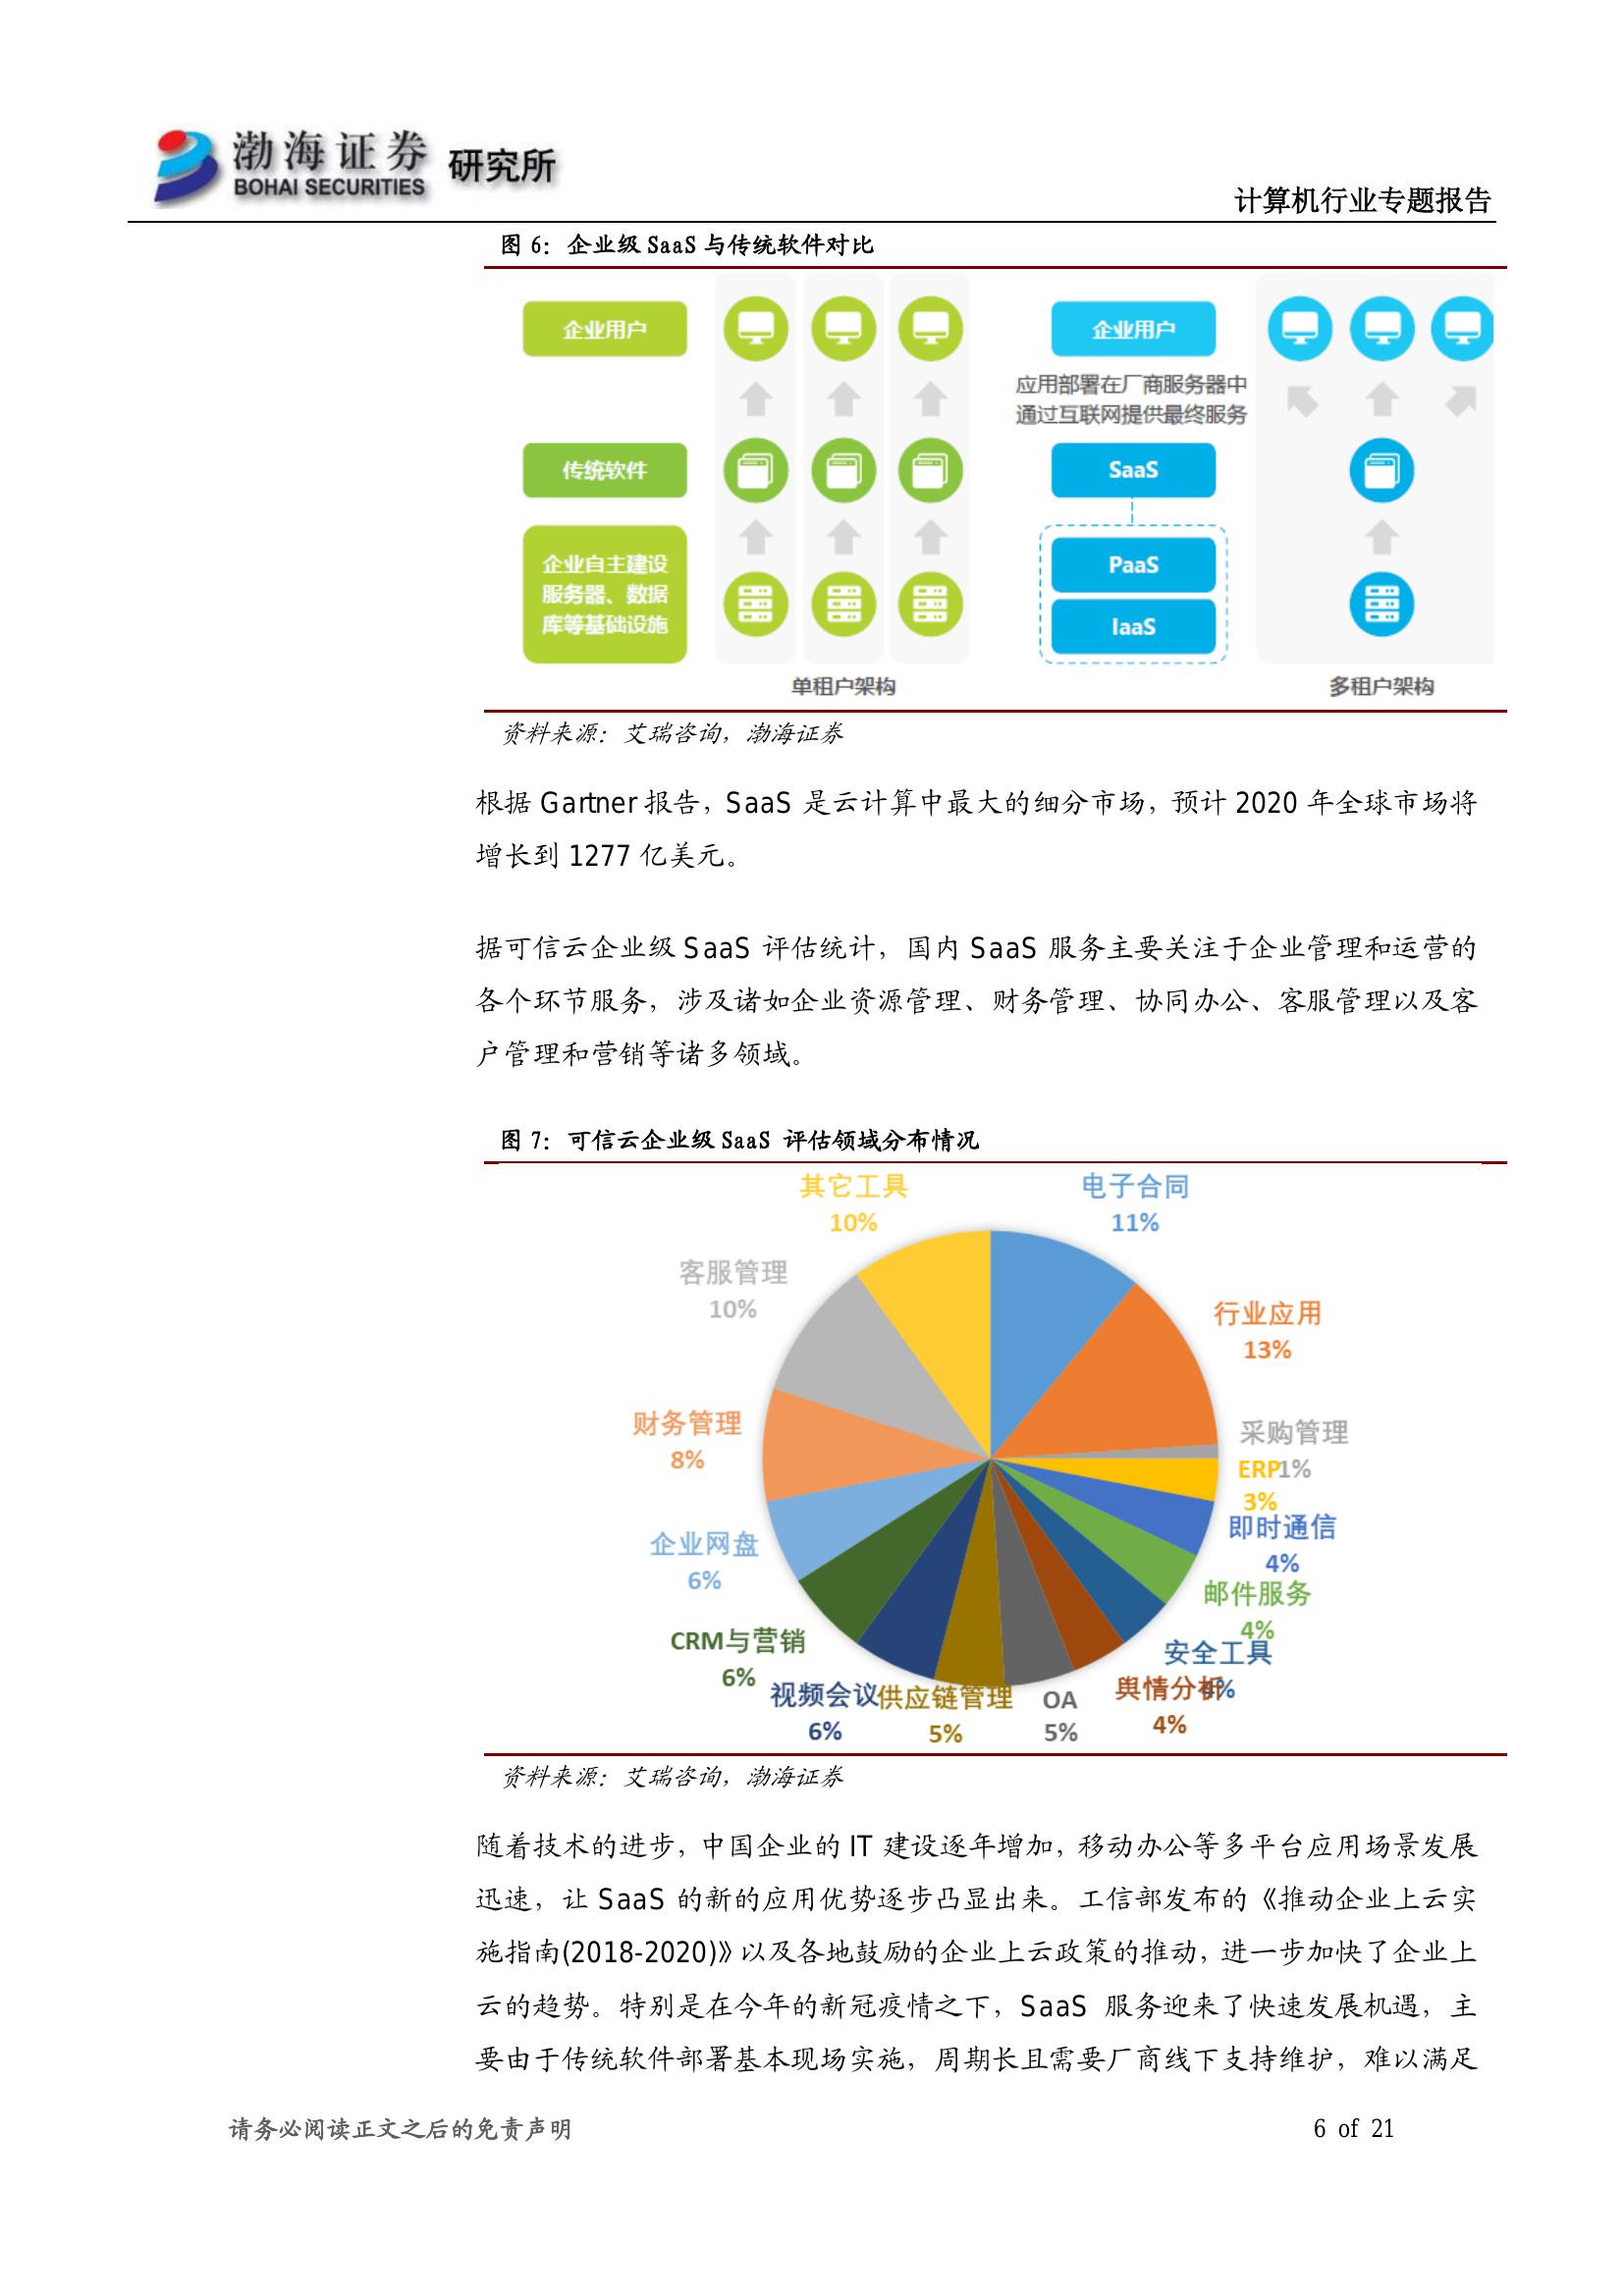 渤海证券
BOHAI SECURITIES
研究所
计算机行业专题报告
图 6：企业级 SaaS 与传统软件对比
企业用户
传统软件
企业自主建设
服务器、数据
库等基础设施
单租户架构
企业用户
应用部署在厂商服务器中
通过互联网提供最终服务
SaaS
PaaS
IaaS
多租户架构
资料来源：艾瑞咨询，渤海证券
根据 Gartner 报告，SaaS 是云计算中最大的细分市场，预计 2020 年全球市场将
增长到 1277 亿美元。
据可信云企业级 SaaS 评估统计，国内 SaaS 服务主要关注于企业管理和运营的
各个环节服务，涉及诸如企业资源管理、财务管理、协同办公、客服管理以及客
户管理和营销等诸多领域。
图 7：可信云企业级 SaaS 评估领域分布情况
其它工具
10%
电子合同
11%
客服管理
10%
行业应用
13%
财务管理
8%
采购管理
1%
ERP
3%
即时通信
4%
企业网盘
6%
邮件服务
4%
CRM与营销
6%
安全工具
4%
视频会议
6%
供应链管理
5%
OA
5%
舆情分析
4%
资料来源：艾瑞咨询，渤海证券
随着技术的进步，中国企业的 IT 建设逐年增加，移动办公等多平台应用场景发展
迅速，让 SaaS 的新的应用优势逐步凸显出来。工信部发布的《推动企业上云实
施指南(2018-2020)》以及各地鼓励的企业上云政策的推动，进一步加快了企业上
云的趋势。特别是在今年的新冠疫情之下，SaaS 服务迎来了快速发展机遇，主
要由于传统软件部署基本现场实施，周期长且需要厂商线下支持维护，难以满足
请务必阅读正文之后的免责声明
6 of 21